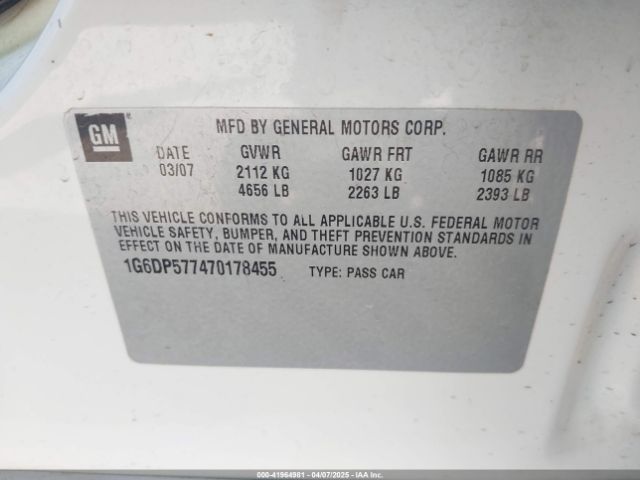 GM
MFD BY GENERAL MOTORS CORP.
DATE GVWR GAWR FRT GAWR RR
03/07 2112 KG 1027 KG 1085 KG
4656 LB 2263 LB 2393 LB
THIS VEHICLE CONFORMS TO ALL APPLICABLE U.S. FEDERAL MOTOR
VEHICLE SAFETY, BUMPER, AND THEFT PREVENTION STANDARDS IN
EFFECT ON THE DATE OF MANUFACTURE SHOWN ABOVE.
1G6DP577470178455 TYPE: PASS CAR
000-41964981 - 04/07/2025 - IAAI.COM